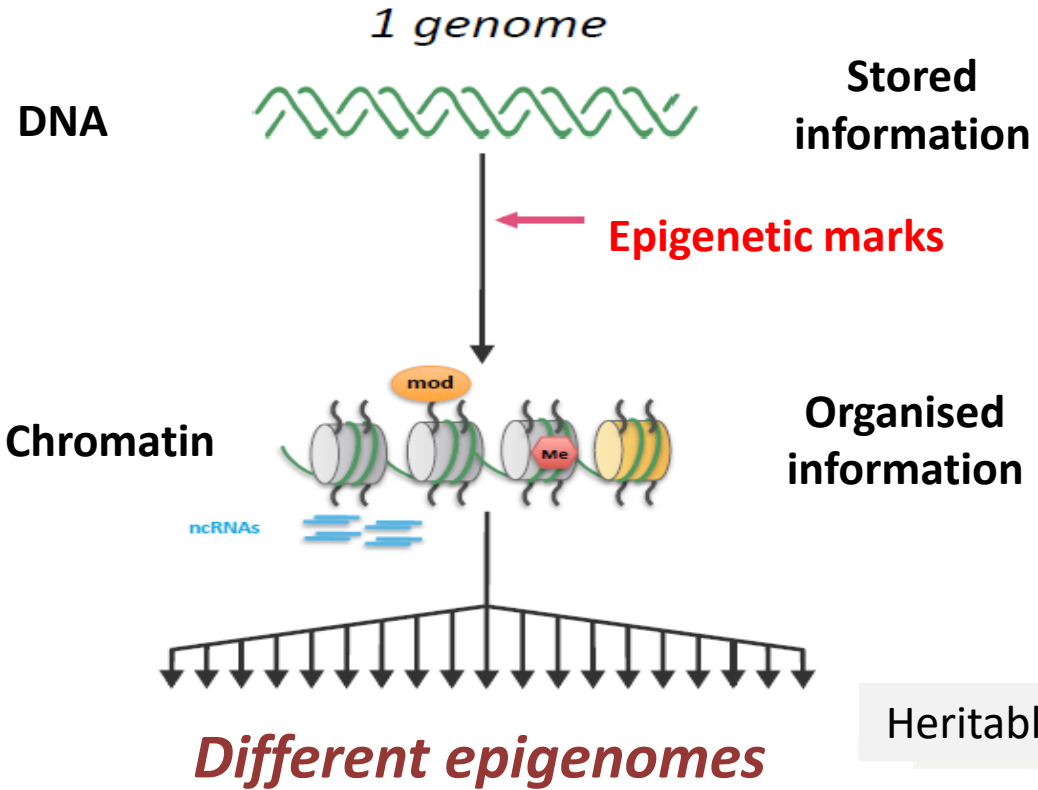 1 genome
DNA
Stored
information
Epigenetic marks
mod
Chromatin
Me
Organised
information
ncRNAs
Different epigenomes